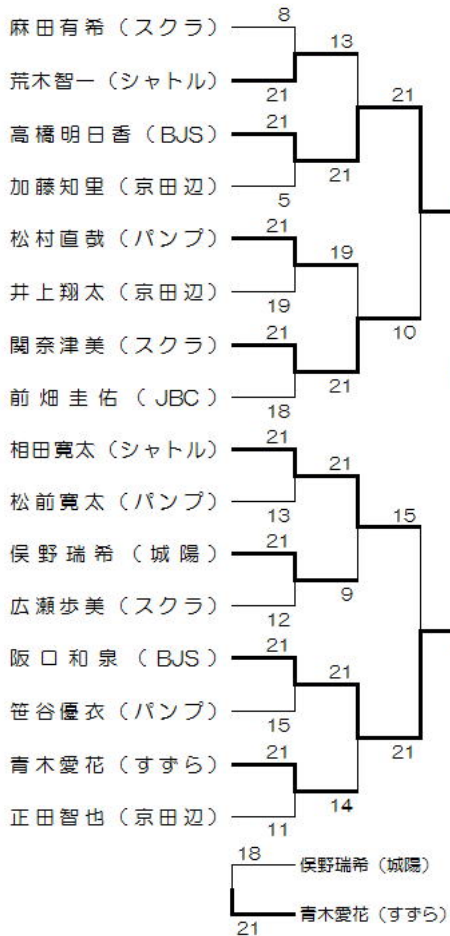 麻田有希（スクラ） 8
13
荒木智一（シャトル） 21
21
高橋明日香（BJS） 21
21
加藤知里（京田辺） 5
松村直哉（パンプ） 21
19
井上翔太（京田辺） 19
10
関奈津美（スクラ） 21
21
前畑圭佑（JBC） 18
相田寛太（シャトル） 21
21
松前寛太（パンプ） 13
15
俣野瑞希（城陽） 21
9
広瀬歩美（スクラ） 12
阪口和泉（BJS） 21
21
笹谷優衣（パンプ） 15
21
青木愛花（すずら） 21
14
正田智也（京田辺） 11
18 俣野瑞希（城陽）
21 青木愛花（すずら）